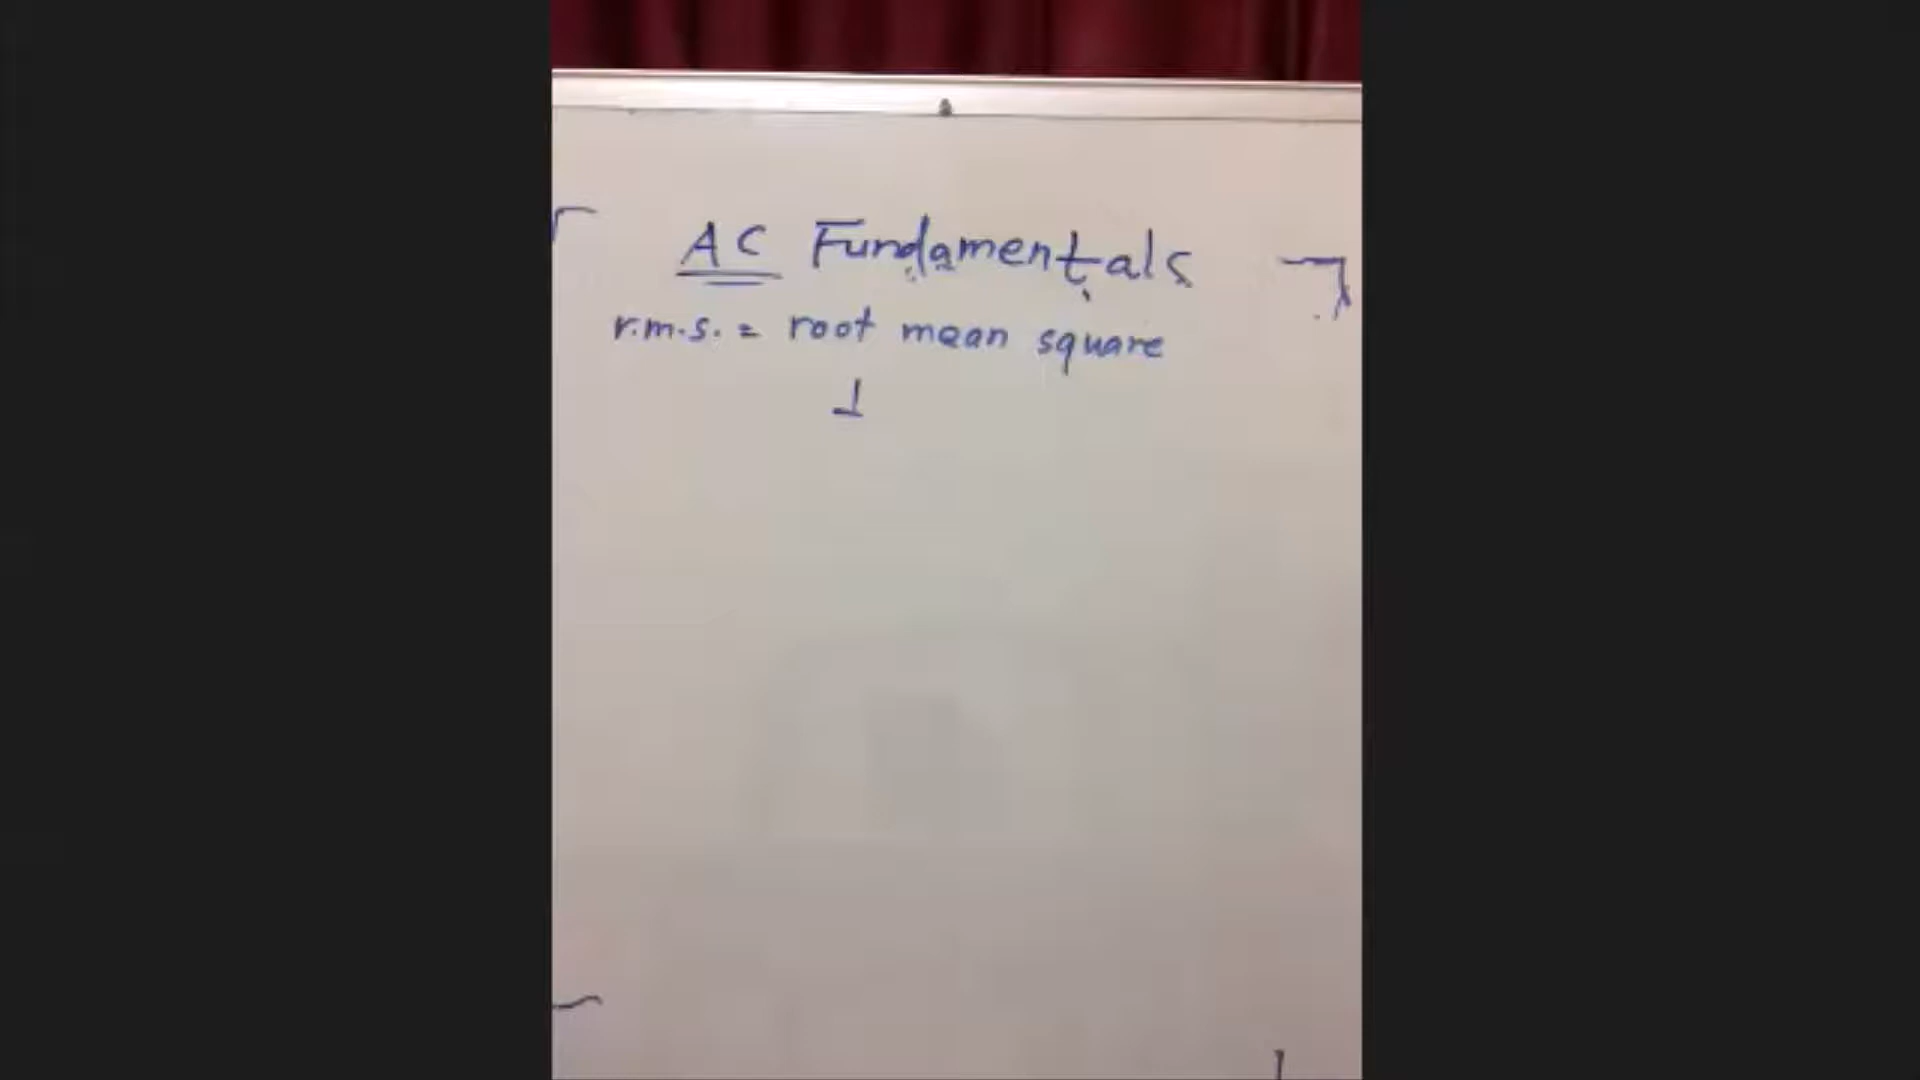 AC Fundamentals
r.m.s. = root mean square